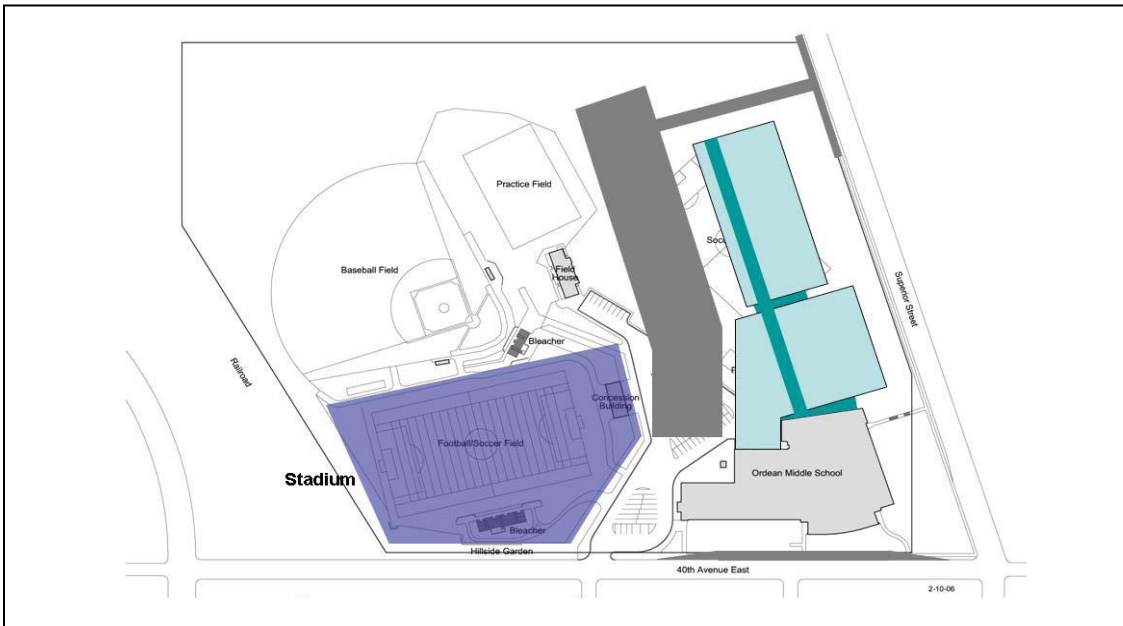 Practice Field
Baseball Field
Field
House
Soc
Superior Street
Bleacher
Railroad
Concession
Building
Football/Soccer Field
Stadium
Ordean Middle School
Bleacher
Hillside Garden
40th Avenue East
2-10-06